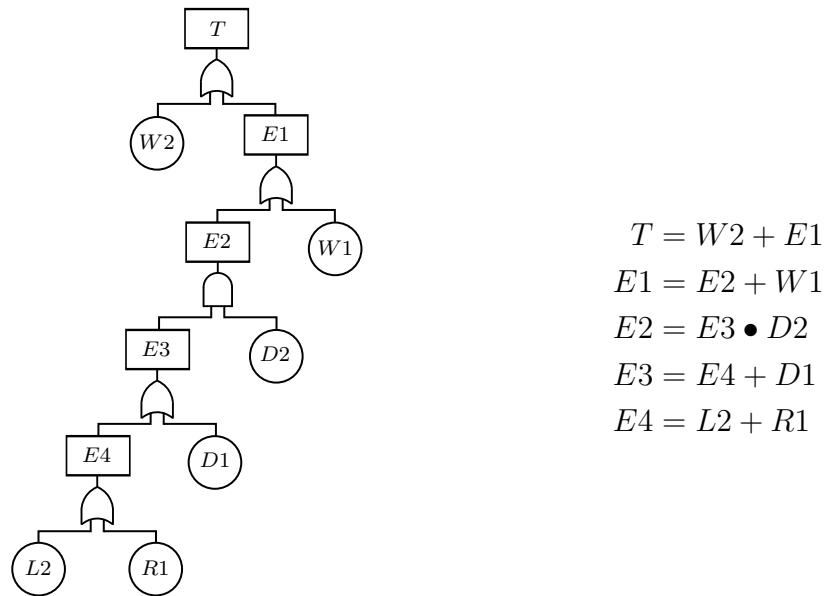 T
W2
E1
E2
W1
E3
D2
E4
D1
L2
R1
T = W2 + E1
E1 = E2 + W1
E2 = E3 • D2
E3 = E4 + D1
E4 = L2 + R1